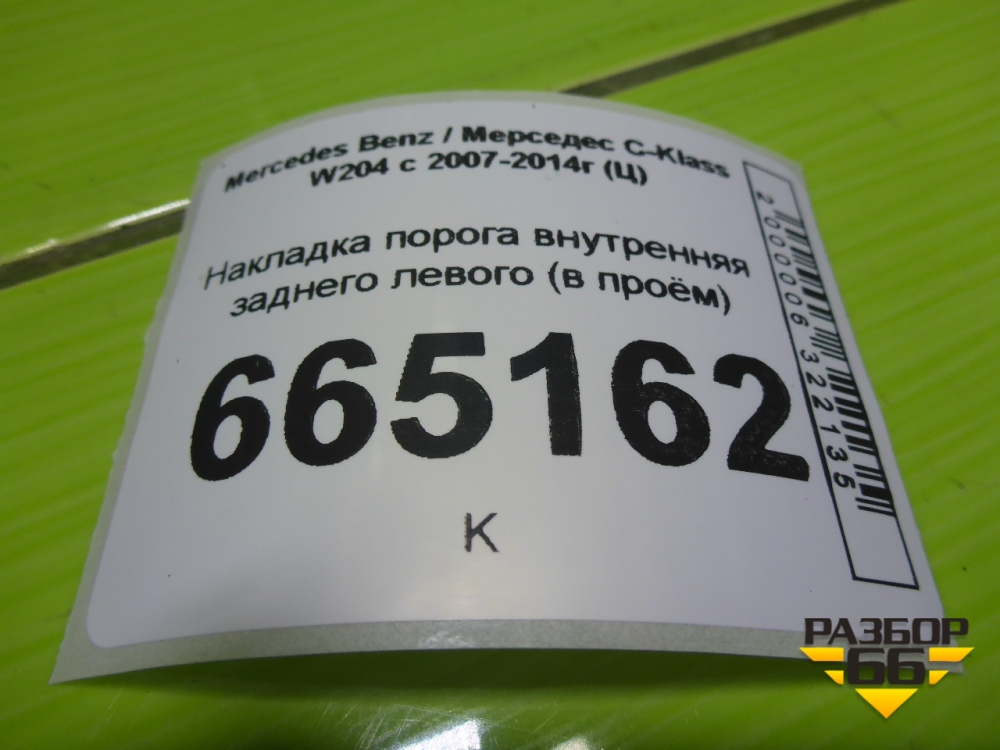 Mercedes Benz / Мерседес C-Klass
W204 с 2007-2014г (Ц)
Накладка порога внутренняя
заднего левого (в проём)
665162
К
2000006322135
РАЗБОР
66